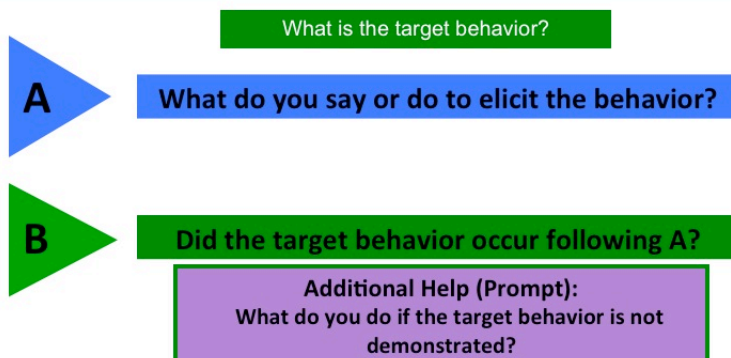 What is the target behavior?
A
What do you say or do to elicit the behavior?
B
Did the target behavior occur following A?
Additional Help (Prompt):
What do you do if the target behavior is not
demonstrated?